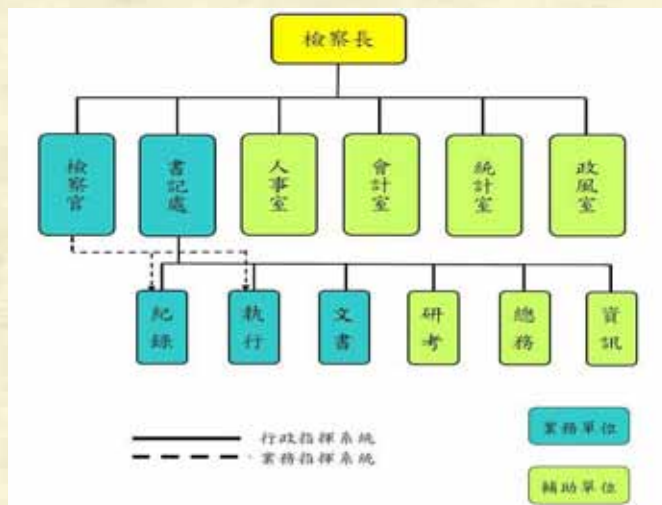 檢察長
檢察官
書記處
人事室
會計室
統計室
政風室
紀錄
執行
文書
研考
總務
資訊
行政指揮系統
業務指揮系統
業務單位
輔助單位